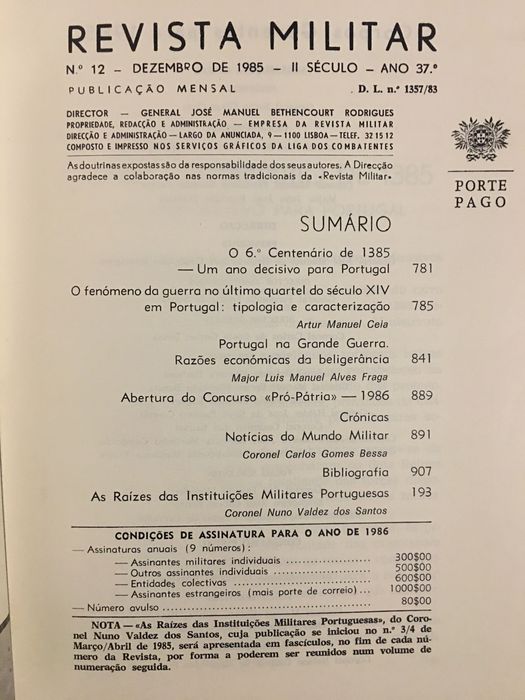 REVISTA MILITAR
N.º 12 – DEZEMBRO DE 1985 – II SÉCULO – ANO 37.º
PUBLICAÇÃO MENSAL D. L. n.º 1357/83
DIRECTOR — GENERAL JOSÉ MANUEL BETHENCOURT RODRIGUES
PROPRIEDADE, REDACÇÃO E ADMINISTRAÇÃO — EMPRESA DA REVISTA MILITAR
DIRECÇÃO E ADMINISTRAÇÃO — LARGO DA ANUNCIADA, 9 — 1100 LISBOA — TELEF. 32 15 12
COMPOSTO E IMPRESSO NOS SERVIÇOS GRÁFICOS DA LIGA DOS COMBATENTES
As doutrinas expostas são da responsabilidade dos seus autores. A Direcção
agradece a colaboração nas normas tradicionais da «Revista Militar»
PORTE
PAGO
SUMÁRIO
O 6.º Centenário de 1385
— Um ano decisivo para Portugal 781
O fenómeno da guerra no último quartel do século XIV
em Portugal: tipologia e caracterização 785
Artur Manuel Ceia
Portugal na Grande Guerra.
Razões económicas da beligerância 841
Major Luis Manuel Alves Fraga
Abertura do Concurso «Pró-Pátria» — 1986 889
Crónicas
Notícias do Mundo Militar 891
Coronel Carlos Gomes Bessa
Bibliografia 907
As Raízes das Instituições Militares Portuguesas 193
Coronel Nuno Valdez dos Santos
CONDIÇÕES DE ASSINATURA PARA O ANO DE 1986
— Assinaturas anuais (9 números):
— Assinantes militares individuais .................... 300$00
— Outros assinantes individuais ....................... 500$00
— Entidades colectivas ................................ 600$00
— Assinantes estrangeiros (mais porte de correio)... 1000$00
— Número avulso ........................................ 80$00
NOTA — «As Raízes das Instituições Militares Portuguesas», do Coro-
nel Nuno Valdez dos Santos, cuja publicação se iniciou no n.º 3/4 de
Março/Abril de 1985, será apresentada em fascículos, no fim de cada nú-
mero da Revista, por forma a poderem ser reunidos num volume de
numeração seguida.